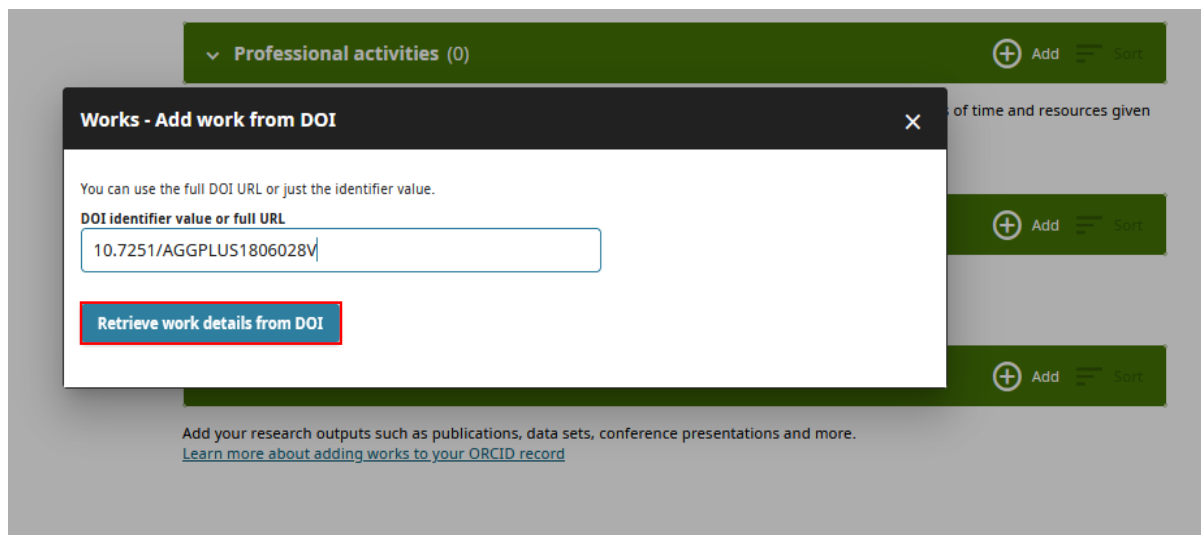 Professional activities (0)
Add
Sort
Works - Add work from DOI
of time and resources given
You can use the full DOI URL or just the identifier value.
DOI identifier value or full URL
10.7251/AGGPLUS1806028V
Add
Sort
Retrieve work details from DOI
Add
Sort
Add your research outputs such as publications, data sets, conference presentations and more.
Learn more about adding works to your ORCID record